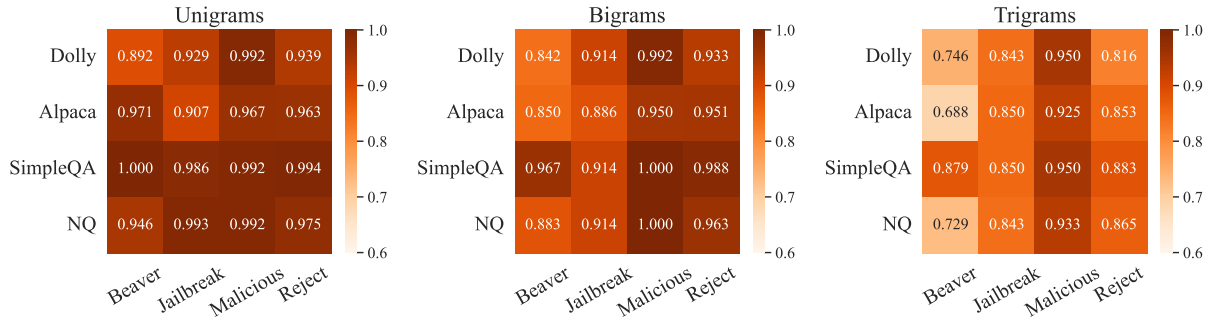 Unigrams
Dolly 0.892 0.929 0.992 0.939
Alpaca 0.971 0.907 0.967 0.963
SimpleQA 1.000 0.986 0.992 0.994
NQ 0.946 0.993 0.992 0.975
Beaver Jailbreak Malicious Reject
1.0
0.9
0.8
0.7
0.6
Bigrams
Dolly 0.842 0.914 0.992 0.933
Alpaca 0.850 0.886 0.950 0.951
SimpleQA 0.967 0.914 1.000 0.988
NQ 0.883 0.914 1.000 0.963
Beaver Jailbreak Malicious Reject
1.0
0.9
0.8
0.7
0.6
Trigrams
Dolly 0.746 0.843 0.950 0.816
Alpaca 0.688 0.850 0.925 0.853
SimpleQA 0.879 0.850 0.950 0.883
NQ 0.729 0.843 0.933 0.865
Beaver Jailbreak Malicious Reject
1.0
0.9
0.8
0.7
0.6